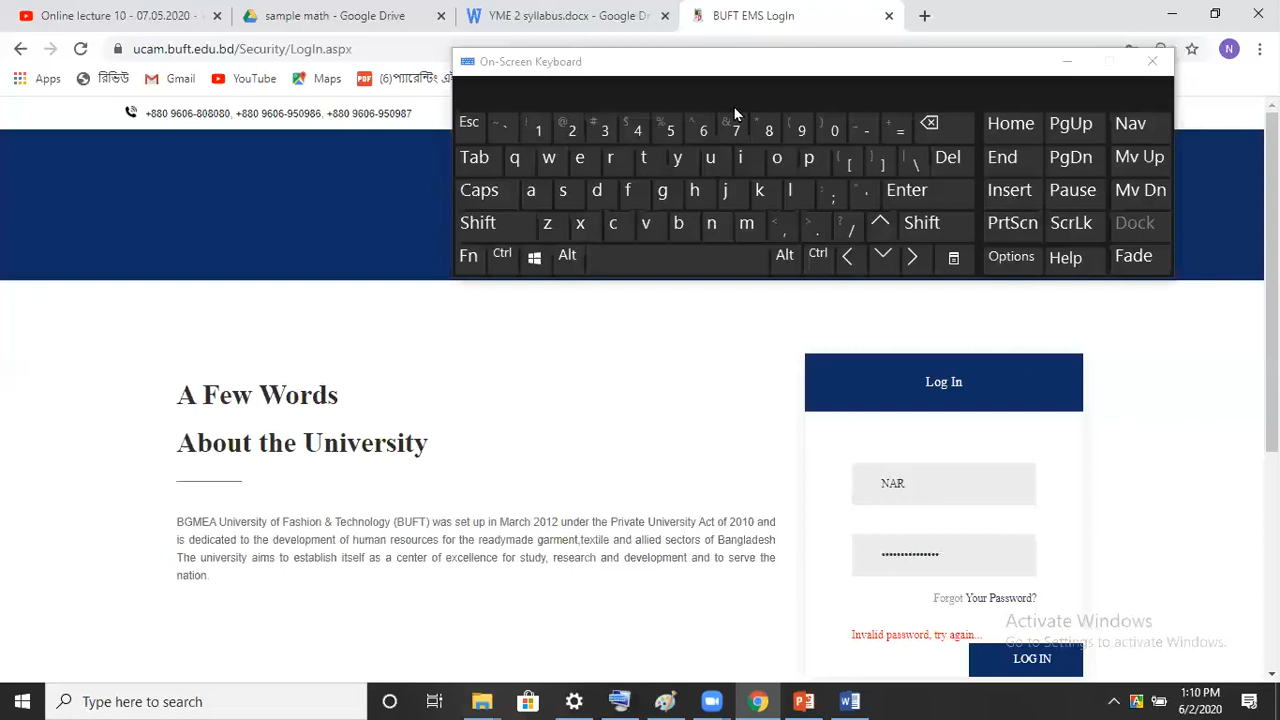 Online lecture 10 - 07.05.2020 -
sample math - Google Drive
YME 2 syllabus.docx - Google Dr
BUFT EMS LogIn
ucam.buft.edu.bd/Security/LogIn.aspx
N
Apps
রিভিউ
Gmail
YouTube
Maps
PDF
(৬)প্যারেন্টিং এ
On-Screen Keyboard
+880 9606-808080, +880 9606-950986, +880 9606-950987
Esc ~ ` ! 1 @ 2 # 3 $ 4 % 5 ^ 6 & 7 * 8 ( 9 ) 0 _ - + = Home PgUp Nav
Tab q w e r t y u i o p { [ } ] | \ Del End PgDn Mv Up
Caps a s d f g h j k l : ; " ' Enter Insert Pause Mv Dn
Shift z x c v b n m < , > . ? / Shift PrtScn ScrLk Dock
Fn Ctrl Alt Alt Ctrl Options Help Fade
A Few Words
About the University
BGMEA University of Fashion & Technology (BUFT) was set up in March 2012 under the Private University Act of 2010 and
is dedicated to the development of human resources for the readymade garment,textile and allied sectors of Bangladesh
The university aims to establish itself as a center of excellence for study, research and development and to serve the
nation.
Log In
NAR
•••••••••••••••
Forgot Your Password?
Invalid password, try again...
LOG IN
Activate Windows
Go to Settings to activate Windows.
Type here to search
1:10 PM
6/2/2020